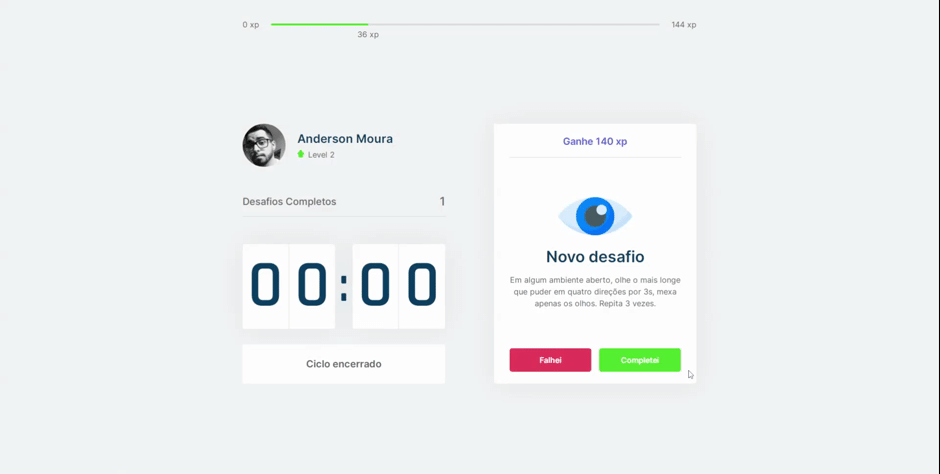 0 xp
144 xp
36 xp
Anderson Moura
Level 2
Desafios Completos
1
00:00
Ciclo encerrado
Ganhe 140 xp
Novo desafio
Em algum ambiente aberto, olhe o mais longe
que puder em quatro direções por 3s, mexa
apenas os olhos. Repita 3 vezes.
Falhei
Completei